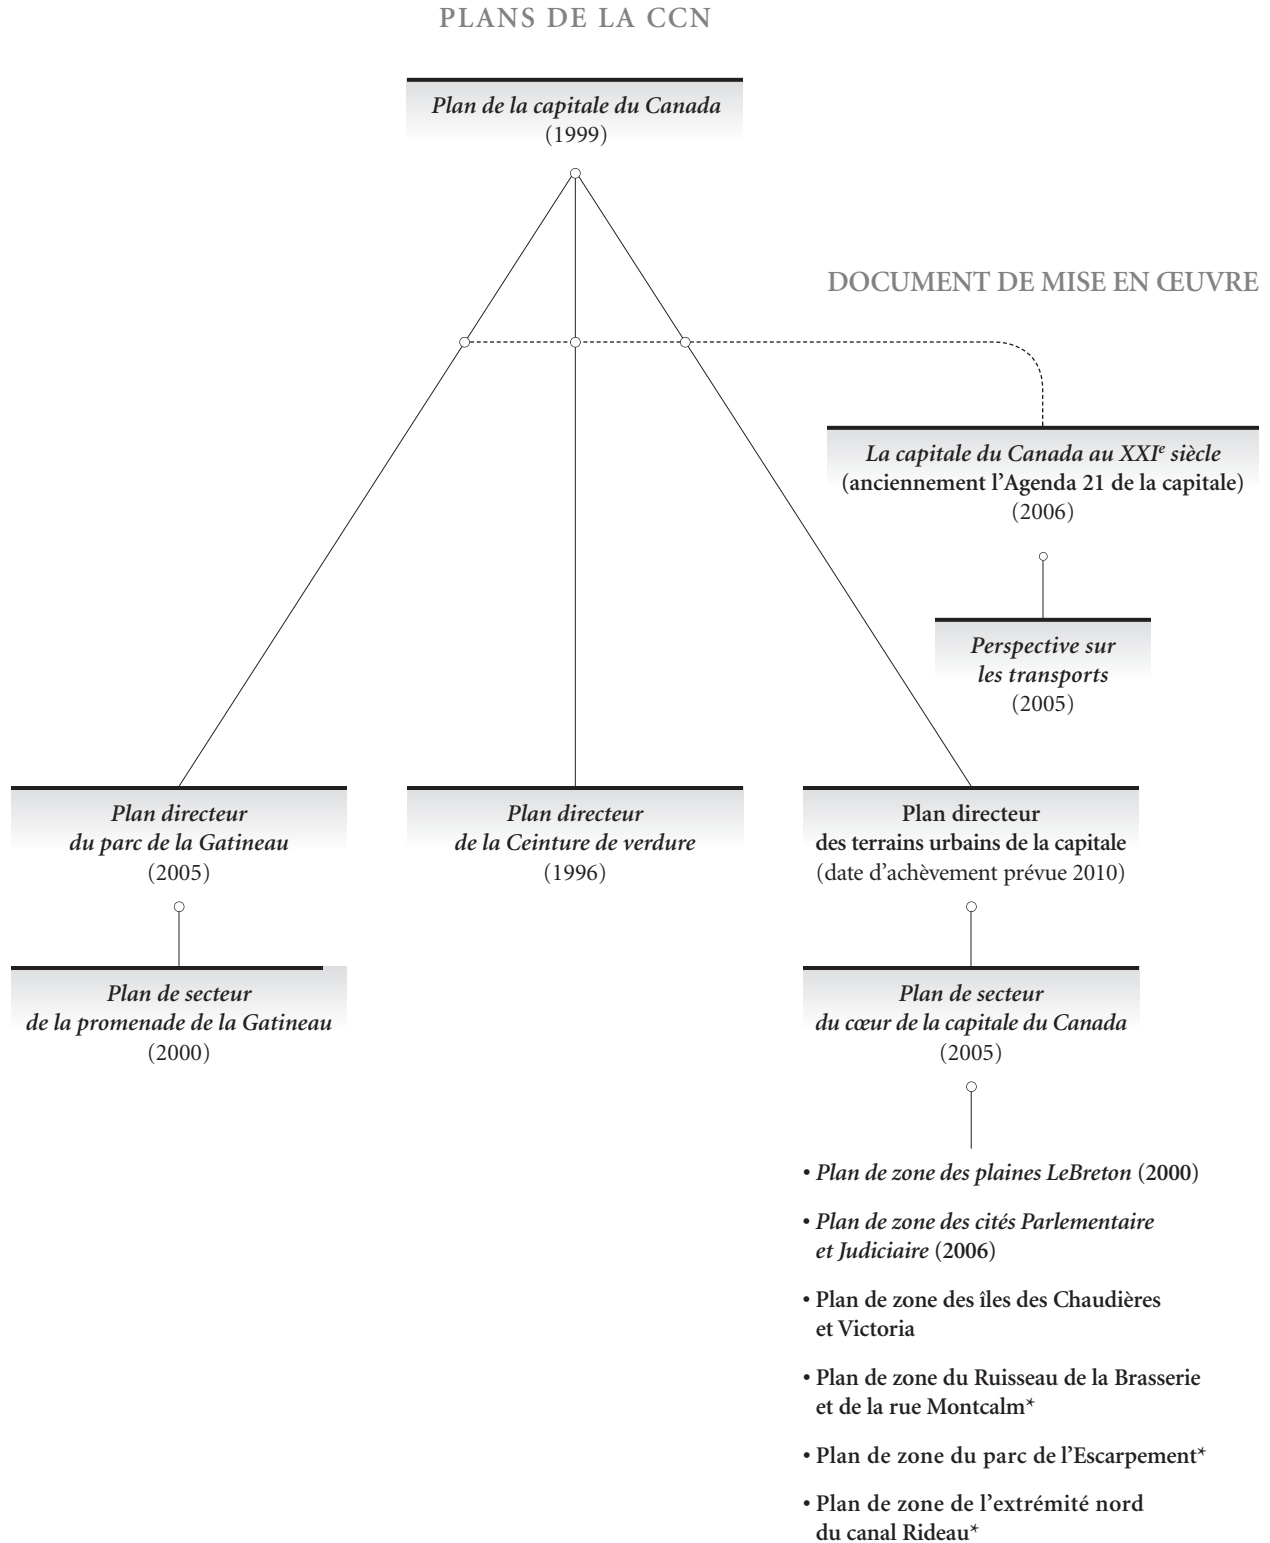 PLANS DE LA CCN
Plan de la capitale du Canada
(1999)
DOCUMENT DE MISE EN ŒUVRE
La capitale du Canada au XXIe siècle
(anciennement l’Agenda 21 de la capitale)
(2006)
Perspective sur
les transports
(2005)
Plan directeur
du parc de la Gatineau
(2005)
Plan directeur
de la Ceinture de verdure
(1996)
Plan directeur
des terrains urbains de la capitale
(date d’achèvement prévue 2010)
Plan de secteur
de la promenade de la Gatineau
(2000)
Plan de secteur
du cœur de la capitale du Canada
(2005)
• Plan de zone des plaines LeBreton (2000)
• Plan de zone des cités Parlementaire
et Judiciaire (2006)
• Plan de zone des îles des Chaudières
et Victoria
• Plan de zone du Ruisseau de la Brasserie
et de la rue Montcalm*
• Plan de zone du parc de l’Escarpement*
• Plan de zone de l’extrémité nord
du canal Rideau*